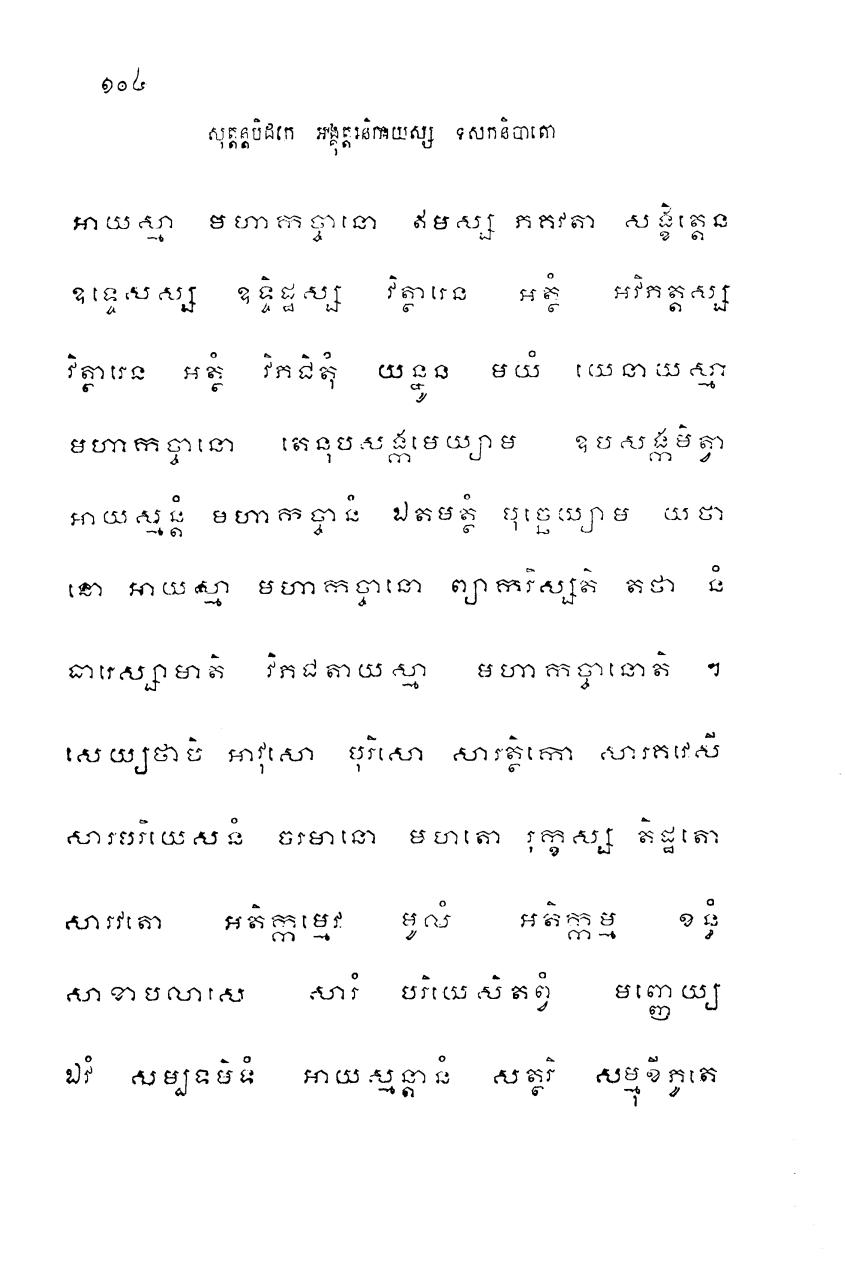 ១០៤
សុត្តន្តបិដកេ អង្គុត្តរនិកាយស្ស ទសកនិបាតោ
អាយស្មា មហាកច្ចានោ ឥមស្ស ភគវតា សង្ខិត្តេន
ឧទ្ទេសស្ស ឧទ្ទិដ្ឋស្ស វិត្ថារេន អត្ថំ អវិភត្តស្ស
វិត្ថារេន អត្ថំ វិភជិតុំ យន្នូន មយំ យេនាយស្មា
មហាកច្ចានោ តេនុបសង្កមេយ្យាម ឧបសង្កមិត្វា
អាយស្មន្តំ មហាកច្ចានំ ឯតមត្ថំ បុច្ឆេយ្យាម យថា
នោ អាយស្មា មហាកច្ចានោ ព្យាករិស្សតិ តថា នំ
ធារេស្សាមាតិ វិភជតាយស្មា មហាកច្ចានោតិ ។
សេយ្យថាបិ អាវុសោ បុរិសោ សារត្ថិកោ សារគវេសី
សារបរិយេសនំ ចរមានោ មហតោ រុក្ខស្ស តិដ្ឋតោ
សារវតោ អតិក្កម្មេវ មូលំ អតិក្កម្ម ខន្ធំ
សាខាបលាសេ សារំ បរិយេសិតព្វំ មញ្ញេយ្យ
ឯវំ សម្បទមិទំ អាយស្មន្តានំ សត្ថរិ សម្មុខីភូតេ